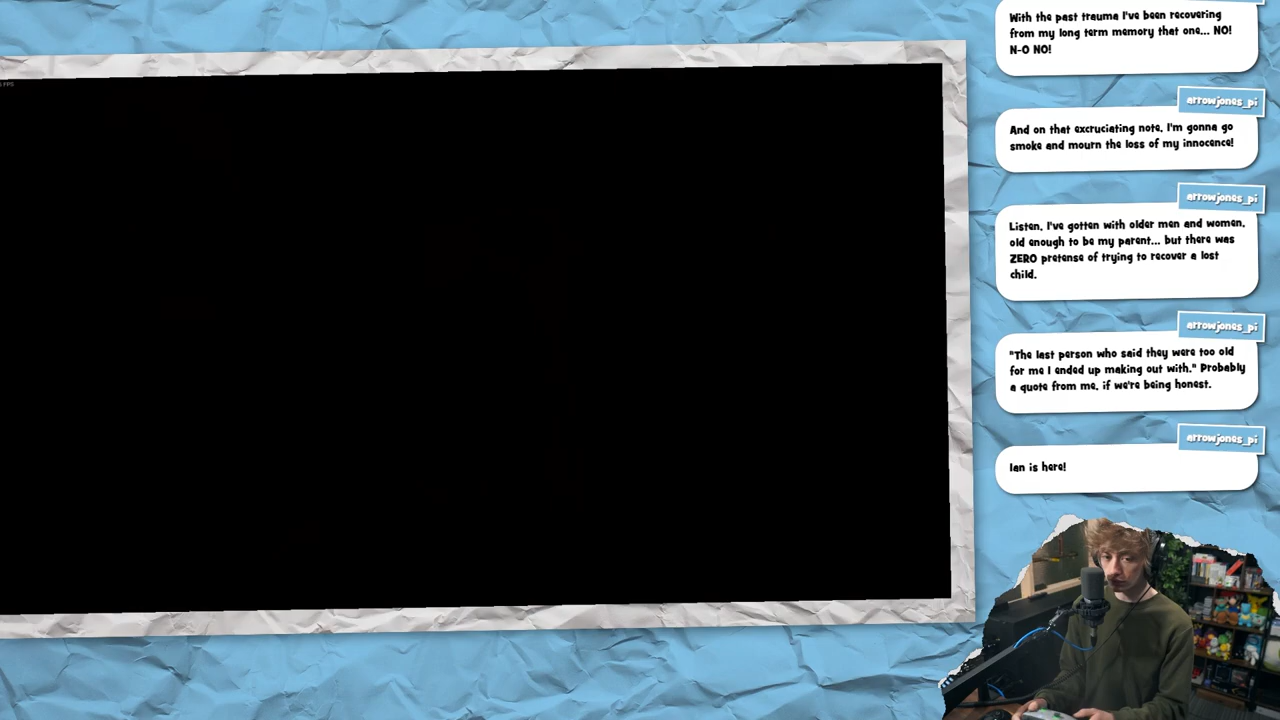 FPS
With the past trauma I've been recovering
from my long term memory that one... NO!
N-O NO!
arrowjones_pi
And on that excruciating note, I'm gonna go
smoke and mourn the loss of my innocence!
arrowjones_pi
Listen, I've gotten with older men and women,
old enough to be my parent... but there was
ZERO pretense of trying to recover a lost
child.
arrowjones_pi
"The last person who said they were too old
for me I ended up making out with." Probably
a quote from me, if we're being honest.
arrowjones_pi
Ian is here!